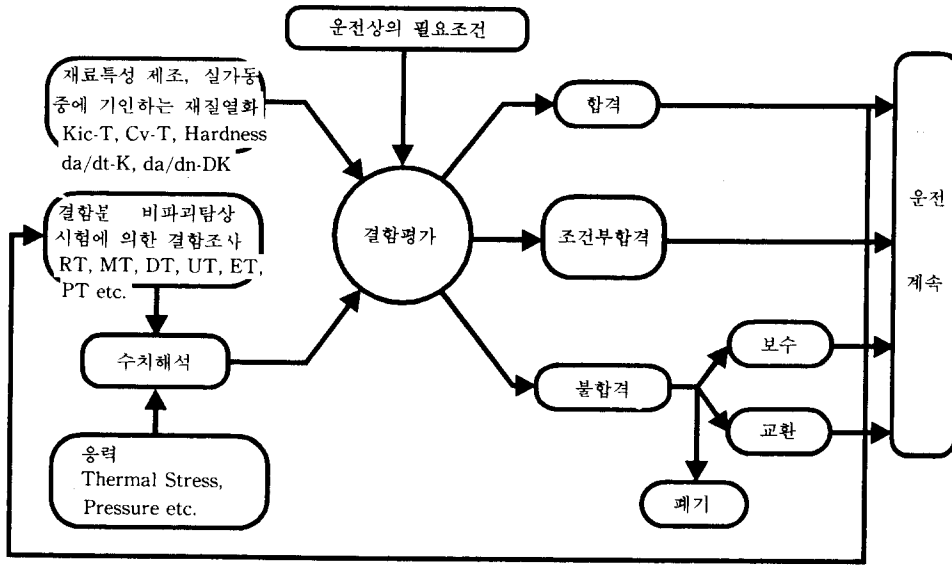 운전상의 필요조건
재료특성 제조, 실가동
중에 기인하는 재질열화
Kic-T, Cv-T, Hardness
da/dt-K, da/dn-DK
결함분 비파괴탐상
시험에 의한 결함조사
RT, MT, DT, UT, ET,
PT etc.
수치해석
응력
Thermal Stress,
Pressure etc.
결함평가
합격
조건부합격
불합격
보수
교환
폐기
운전
계속